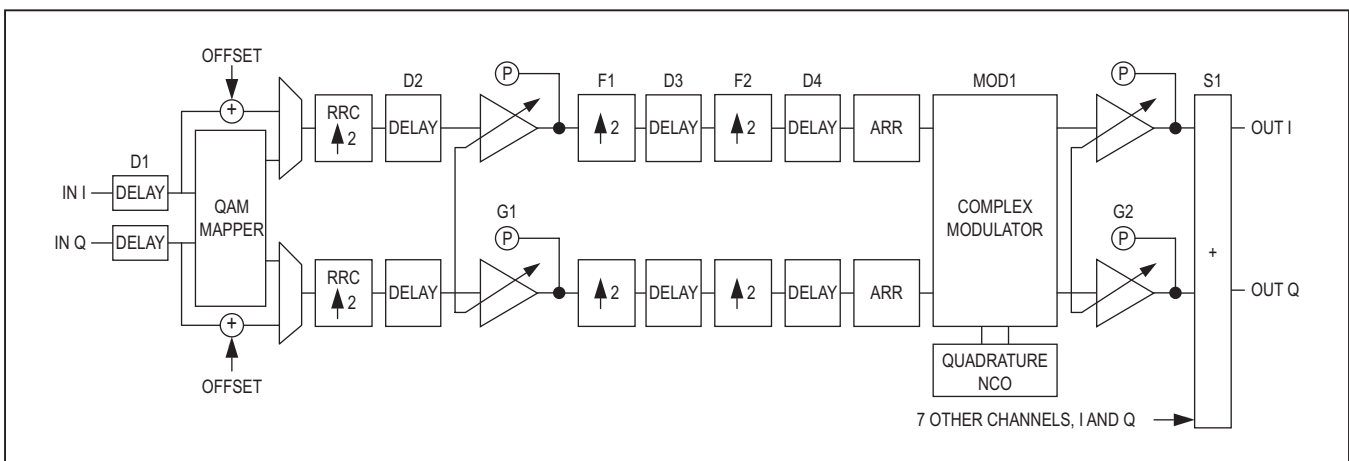 OFFSET
+
D1
IN I
DELAY
IN Q
DELAY
QAM
MAPPER
+
OFFSET
RRC
2
RRC
2
D2
DELAY
DELAY
P
G1
P
F1
2
2
D3
DELAY
DELAY
F2
2
2
D4
DELAY
DELAY
ARR
ARR
MOD1
COMPLEX
MODULATOR
QUADRATURE
NCO
P
G2
P
S1
+
OUT I
OUT Q
7 OTHER CHANNELS, I AND Q